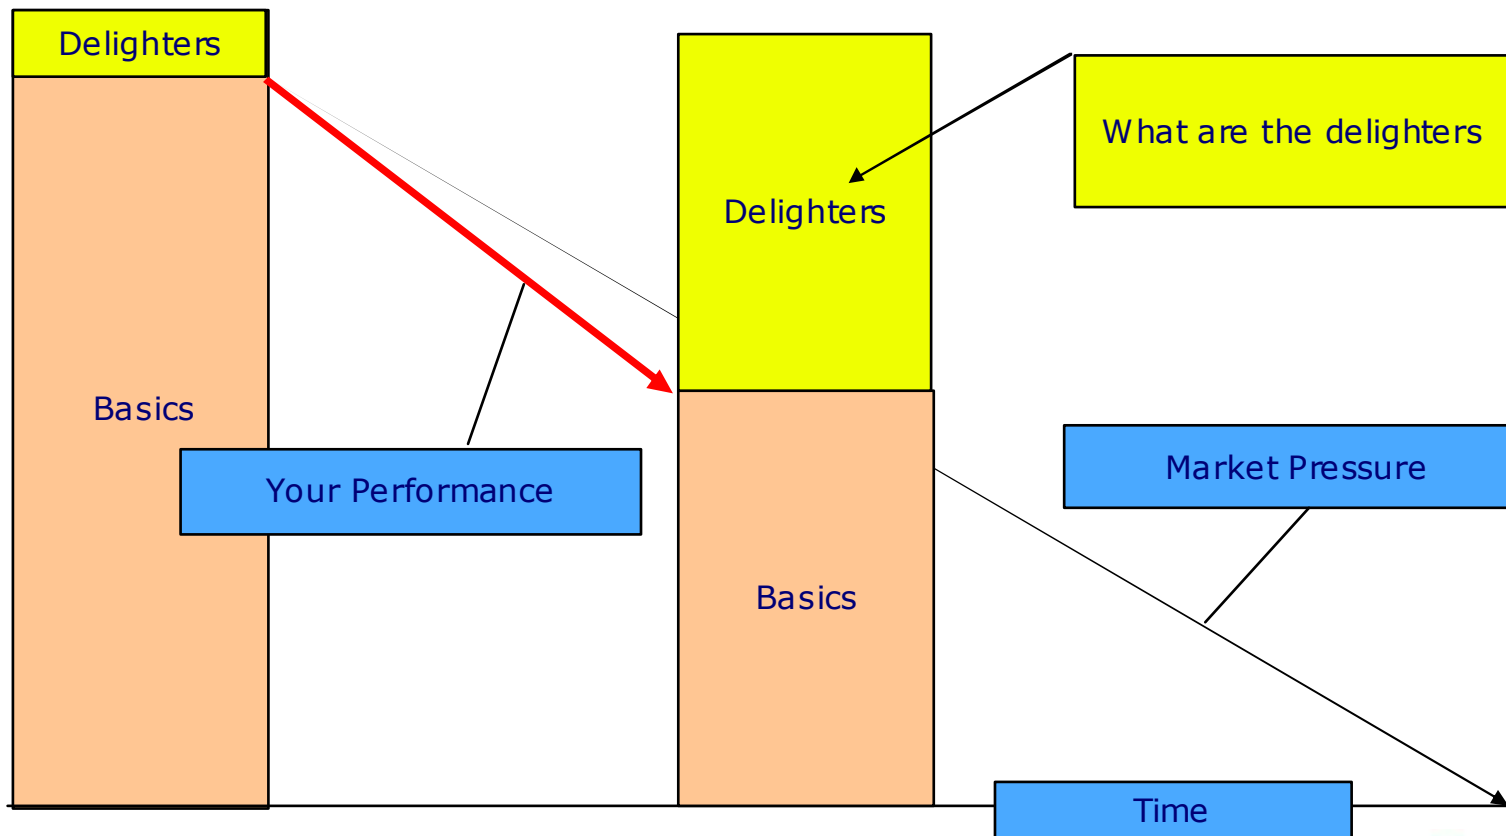 Delighters
What are the delighters
Delighters
Basics
Market Pressure
Your Performance
Basics
Time